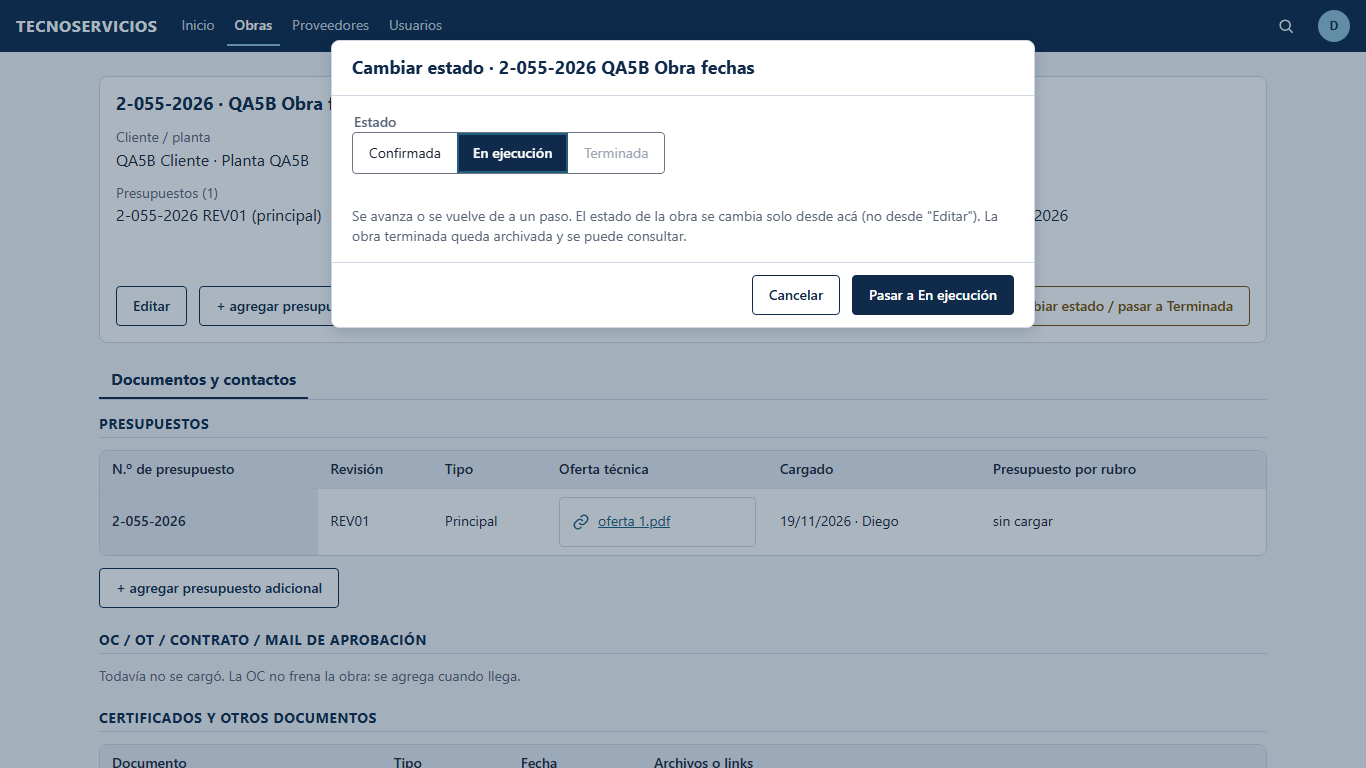 TECNOSERVICIOS Inicio Obras Proveedores Usuarios D
Cambiar estado · 2-055-2026 QA5B Obra fechas
Estado
Confirmada En ejecución Terminada
Se avanza o se vuelve de a un paso. El estado de la obra se cambia solo desde acá (no desde "Editar"). La
obra terminada queda archivada y se puede consultar.
Cancelar Pasar a En ejecución
2-055-2026 · QA5B Obra
Cliente / planta
QA5B Cliente · Planta QA5B
Presupuestos (1)
2-055-2026 REV01 (principal) 2026
Editar + agregar estado / pasar a Terminada
Documentos y contactos
PRESUPUESTOS
N.º de presupuesto Revisión Tipo Oferta técnica Cargado Presupuesto por rubro
2-055-2026 REV01 Principal oferta 1.pdf 19/11/2026 · Diego sin cargar
+ agregar presupuesto adicional
OC / OT / CONTRATO / MAIL DE APROBACIÓN
Todavía no se cargó. La OC no frena la obra: se agrega cuando llega.
CERTIFICADOS Y OTROS DOCUMENTOS
Documento Tipo Fecha Archivos o links